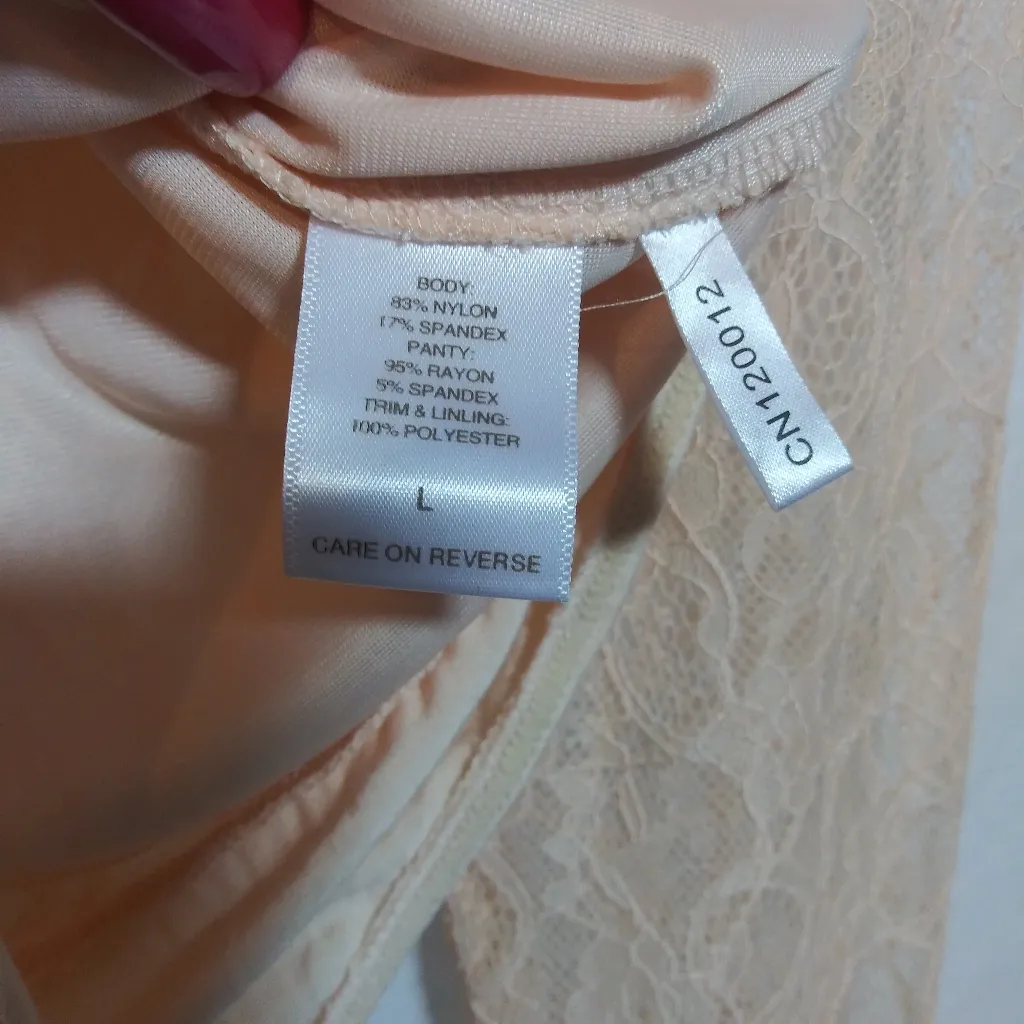 BODY:
83% NYLON
17% SPANDEX
PANTY:
95% RAYON
5% SPANDEX
TRIM & LINLING:
100% POLYESTER
L
CARE ON REVERSE
CN120012